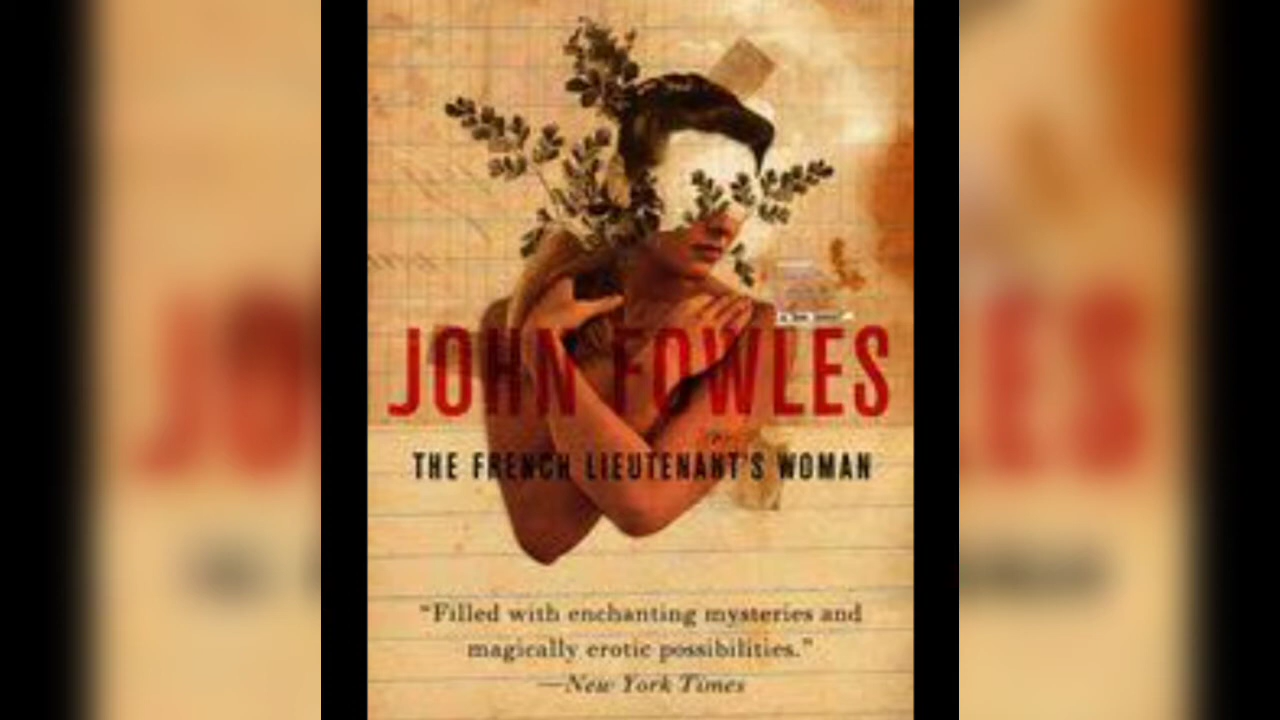 JOHN FOWLES
THE FRENCH LIEUTENANT'S WOMAN
“Filled with enchanting mysteries and
magically erotic possibilities.”
—New York Times